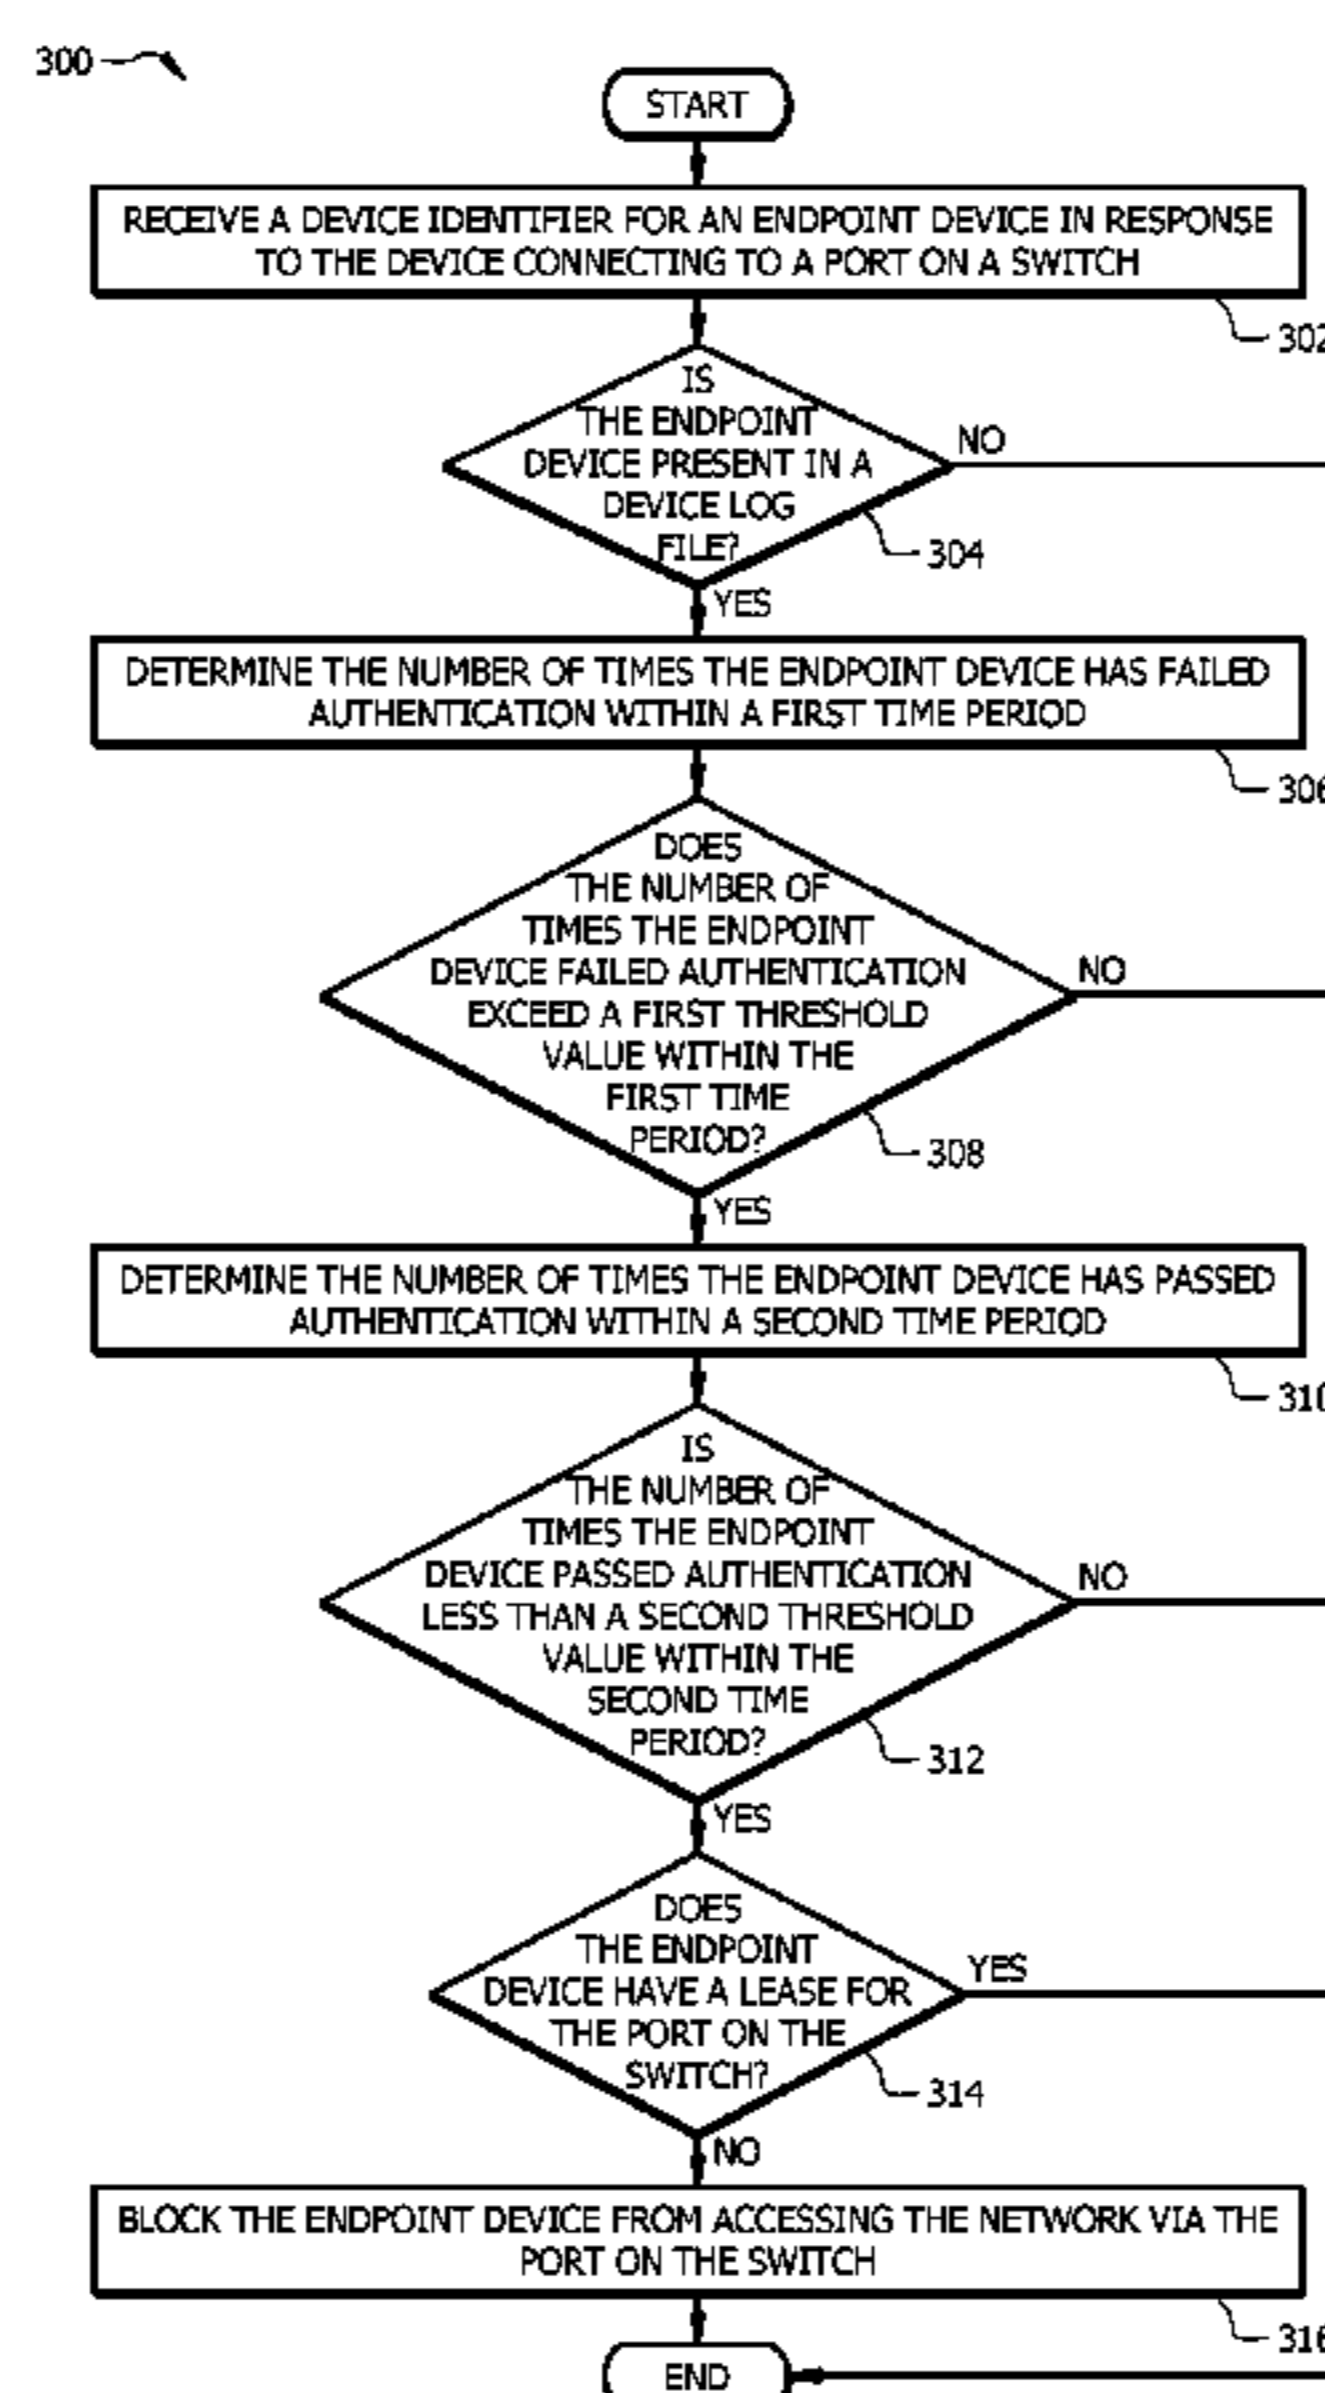 300
START
RECEIVE A DEVICE IDENTIFIER FOR AN ENDPOINT DEVICE IN RESPONSE
TO THE DEVICE CONNECTING TO A PORT ON A SWITCH
302
IS
THE ENDPOINT
DEVICE PRESENT IN A
DEVICE LOG
FILE?
NO
304
YES
DETERMINE THE NUMBER OF TIMES THE ENDPOINT DEVICE HAS FAILED
AUTHENTICATION WITHIN A FIRST TIME PERIOD
306
DOES
THE NUMBER OF
TIMES THE ENDPOINT
DEVICE FAILED AUTHENTICATION
EXCEED A FIRST THRESHOLD
VALUE WITHIN THE
FIRST TIME
PERIOD?
NO
308
YES
DETERMINE THE NUMBER OF TIMES THE ENDPOINT DEVICE HAS PASSED
AUTHENTICATION WITHIN A SECOND TIME PERIOD
310
IS
THE NUMBER OF
TIMES THE ENDPOINT
DEVICE PASSED AUTHENTICATION
LESS THAN A SECOND THRESHOLD
VALUE WITHIN THE
SECOND TIME
PERIOD?
NO
312
YES
DOES
THE ENDPOINT
DEVICE HAVE A LEASE FOR
THE PORT ON THE
SWITCH?
YES
314
NO
BLOCK THE ENDPOINT DEVICE FROM ACCESSING THE NETWORK VIA THE
PORT ON THE SWITCH
316
END